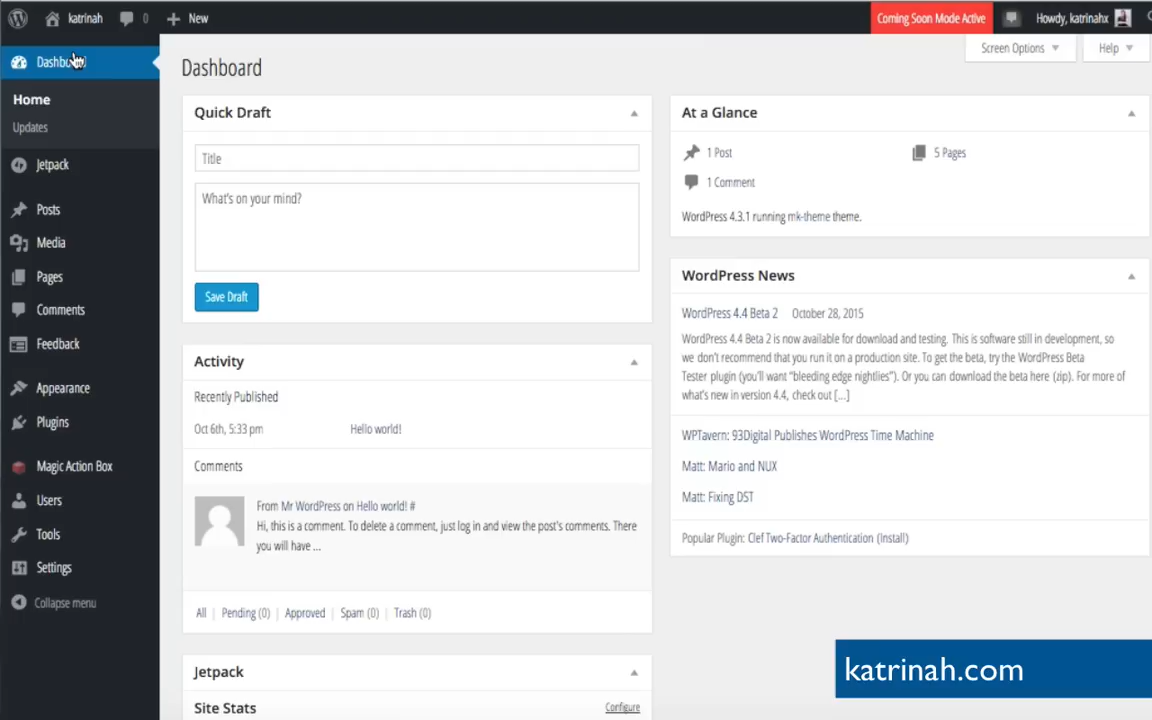 katrinah 0 New Coming Soon Mode Active Howdy, katrinahx
Screen Options Help
Dashboard
Home
Updates
Jetpack
Posts
Media
Pages
Comments
Feedback
Appearance
Plugins
Magic Action Box
Users
Tools
Settings
Collapse menu
Dashboard
Quick Draft
Title
What's on your mind?
Save Draft
Activity
Recently Published
Oct 6th, 5:33 pm Hello world!
Comments
From Mr WordPress on Hello world! #
Hi, this is a comment. To delete a comment, just log in and view the post's comments. There
you will have ...
All | Pending (0) | Approved | Spam (0) | Trash (0)
Jetpack
Site Stats Configure
At a Glance
1 Post 5 Pages
1 Comment
WordPress 4.3.1 running mk-theme theme.
WordPress News
WordPress 4.4 Beta 2 October 28, 2015
WordPress 4.4 Beta 2 is now available for download and testing. This is software still in development, so
we don't recommend that you run it on a production site. To get the beta, try the WordPress Beta
Tester plugin (you'll want "bleeding edge nightlies"). Or you can download the beta here (zip). For more of
what's new in version 4.4, check out [...]
WPTavern: 93Digital Publishes WordPress Time Machine
Matt: Mario and NUX
Matt: Fixing DST
Popular Plugin: Clef Two-Factor Authentication (Install)
katrinah.com